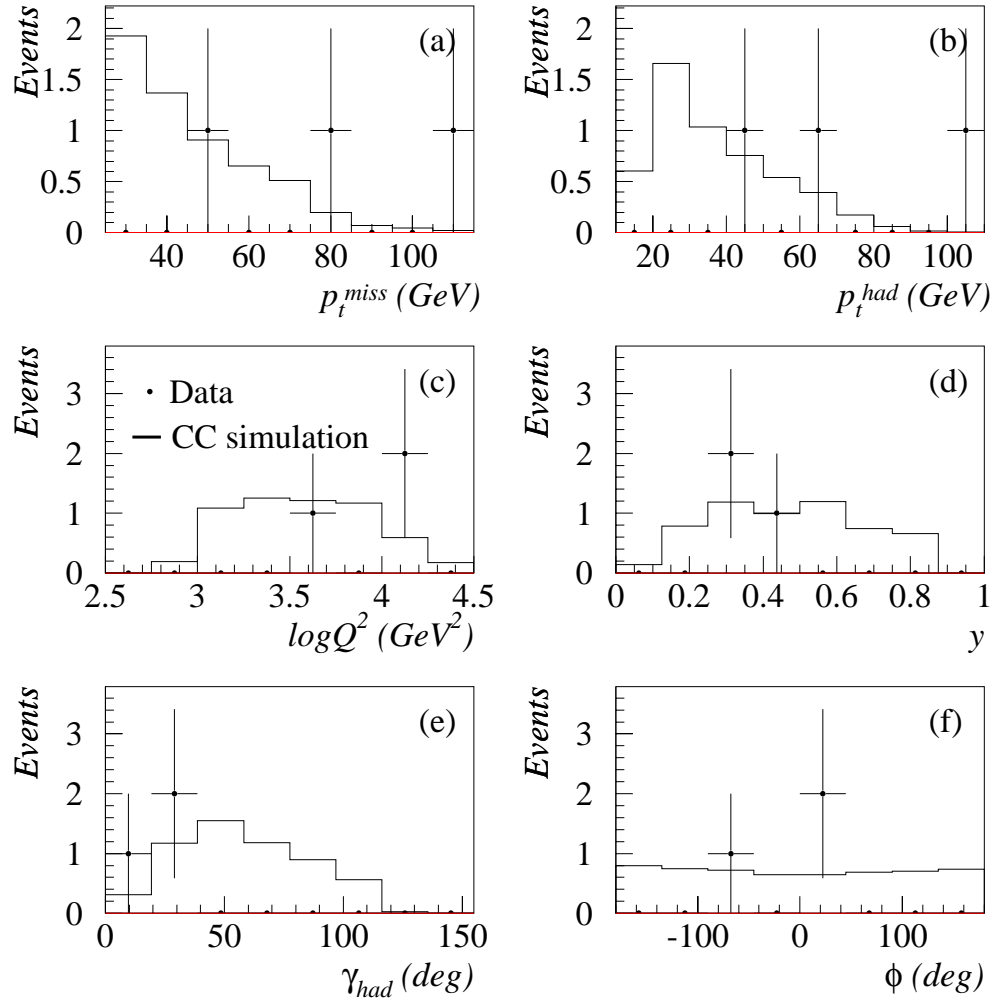 Events
(a)
2
1.5
1
0.5
0
40 60 80 100
p_t^miss (GeV)
Events
(b)
2
1.5
1
0.5
0
20 40 60 80 100
p_t^had (GeV)
Events
(c)
Data
CC simulation
3
2
1
0
2.5 3 3.5 4 4.5
logQ^2 (GeV^2)
Events
(d)
3
2
1
0
0 0.2 0.4 0.6 0.8 1
y
Events
(e)
3
2
1
0
0 50 100 150
γ_had (deg)
Events
(f)
3
2
1
0
-100 0 100
ϕ (deg)